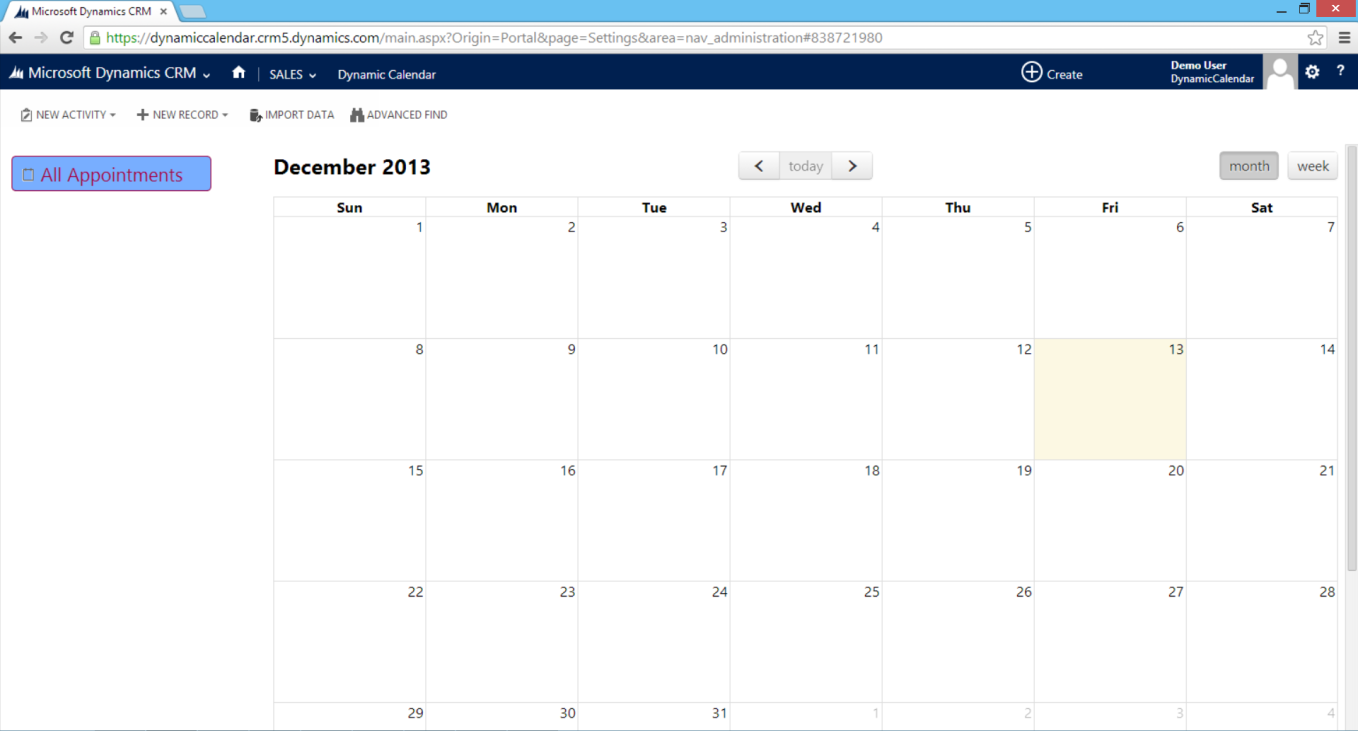 Microsoft Dynamics CRM
https://dynamiccalendar.crm5.dynamics.com/main.aspx?Origin=Portal&page=Settings&area=nav_administration#838721980
Microsoft Dynamics CRM SALES Dynamic Calendar Create Demo User
DynamicCalendar ?
NEW ACTIVITY NEW RECORD IMPORT DATA ADVANCED FIND
All Appointments
December 2013 today month week
Sun Mon Tue Wed Thu Fri Sat
1 2 3 4 5 6 7
8 9 10 11 12 13 14
15 16 17 18 19 20 21
22 23 24 25 26 27 28
29 30 31 1 2 3 4